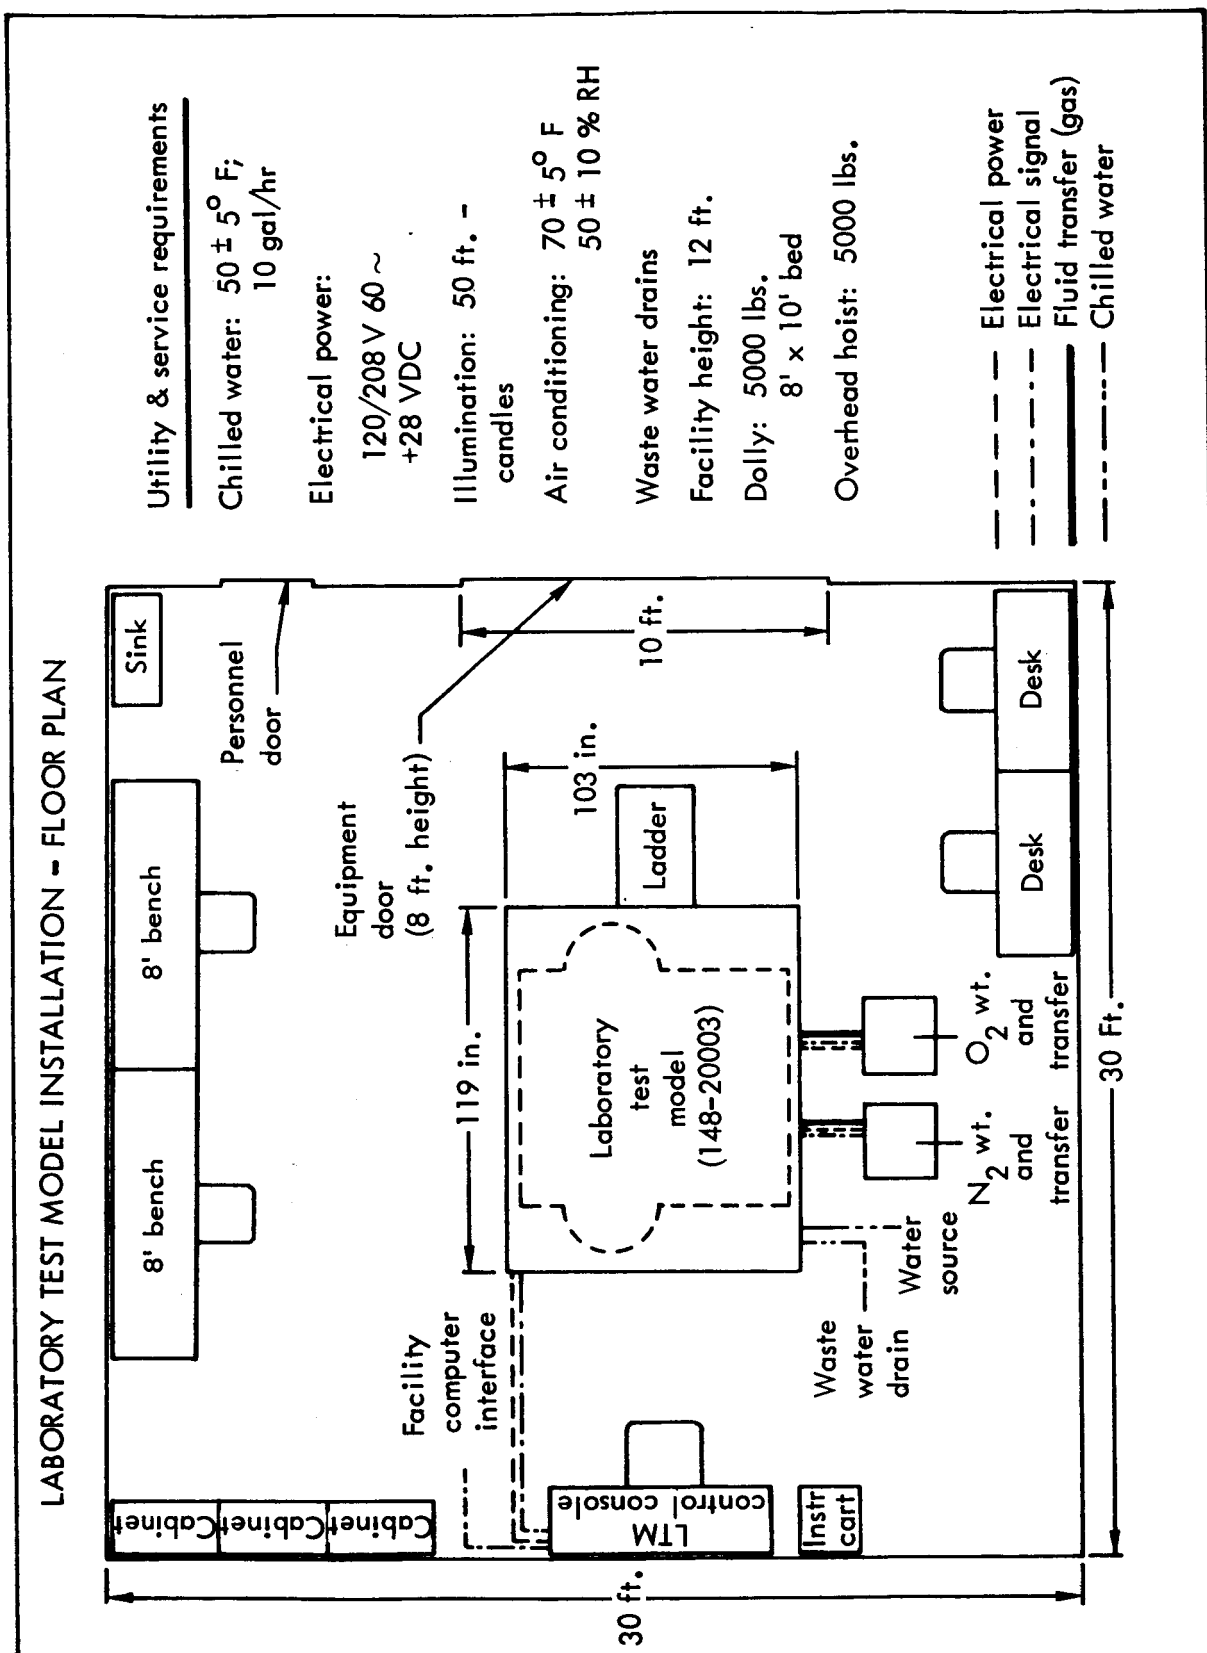 LABORATORY TEST MODEL INSTALLATION - FLOOR PLAN
Cabinet
Cabinet
Cabinet
8' bench
8' bench
Sink
Personnel
door
Equipment
door
(8 ft. height)
Facility
computer
interface
119 in.
103 in.
10 ft.
Laboratory
test
model
(148-20003)
Ladder
LTM
control console
Instr
cart
Waste
water
drain
Water
source
N2 wt.
and
transfer
O2 wt.
and
transfer
Desk
Desk
30 ft.
30 Ft.
Utility & service requirements
Chilled water: 50 ± 5° F;
10 gal/hr
Electrical power:
120/208 V 60 ~
+28 VDC
Illumination: 50 ft. -
candles
Air conditioning: 70 ± 5° F
50 ± 10 % RH
Waste water drains
Facility height: 12 ft.
Dolly: 5000 lbs.
8' x 10' bed
Overhead hoist: 5000 lbs.
Electrical power
Electrical signal
Fluid transfer (gas)
Chilled water